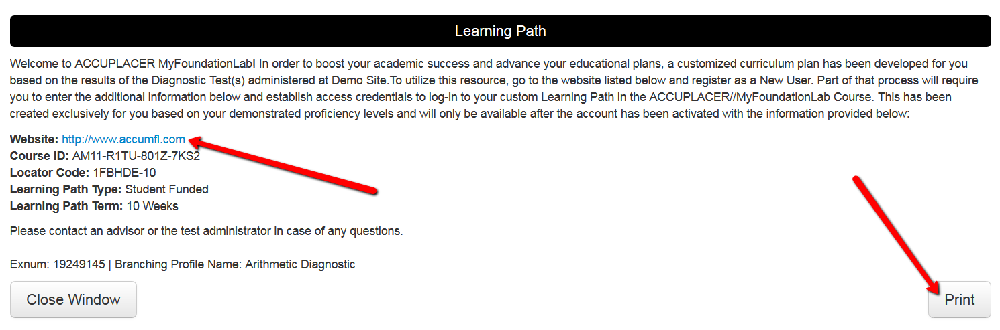 Learning Path
Welcome to ACCUPLACER MyFoundationLab! In order to boost your academic success and advance your educational plans, a customized curriculum plan has been developed for you
based on the results of the Diagnostic Test(s) administered at Demo Site.To utilize this resource, go to the website listed below and register as a New User. Part of that process will require
you to enter the additional information below and establish access credentials to log-in to your custom Learning Path in the ACCUPLACER//MyFoundationLab Course. This has been
created exclusively for you based on your demonstrated proficiency levels and will only be available after the account has been activated with the information provided below:
Website: http://www.accumfl.com
Course ID: AM11-R1TU-801Z-7KS2
Locator Code: 1FBHDE-10
Learning Path Type: Student Funded
Learning Path Term: 10 Weeks
Please contact an advisor or the test administrator in case of any questions.
Exnum: 19249145 | Branching Profile Name: Arithmetic Diagnostic
Close Window
Print